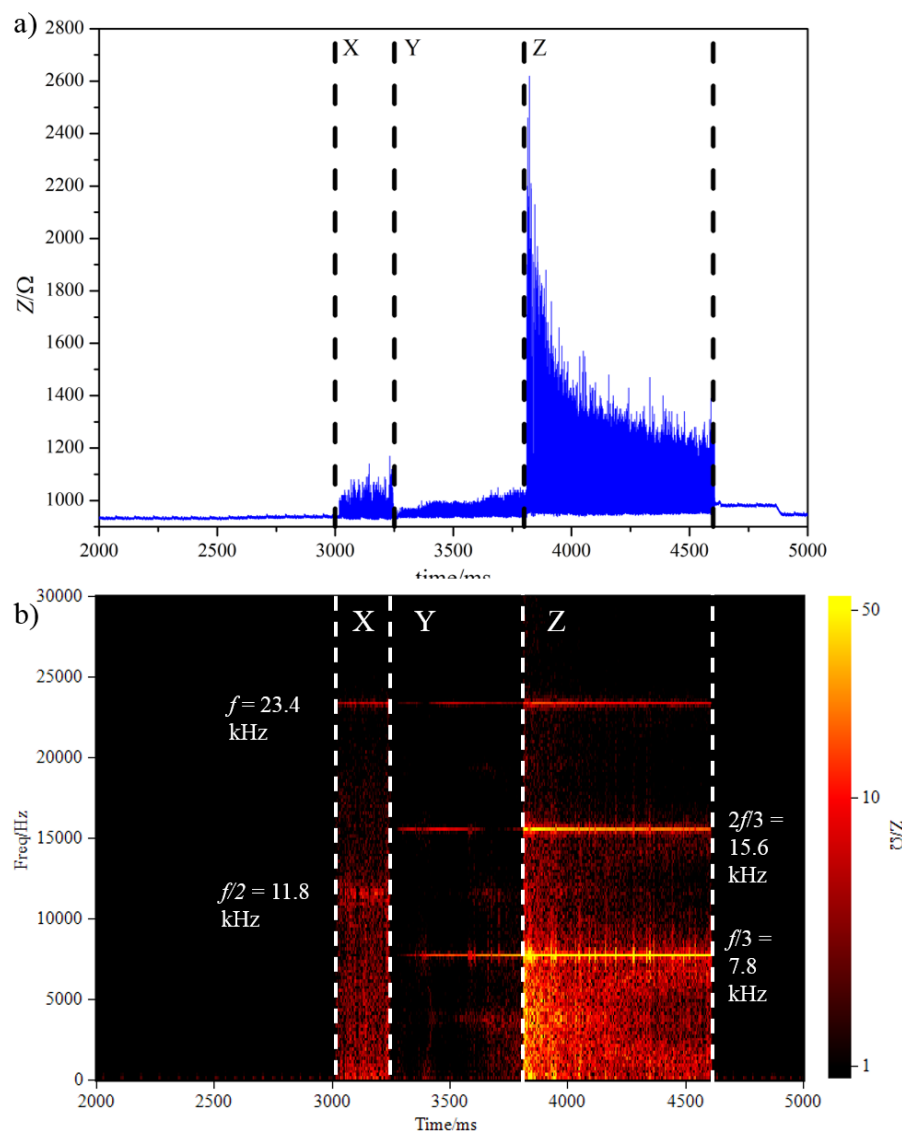 a)
2800
2600
2400
2200
2000
1800
1600
1400
1200
1000
Z/Ω
X Y Z
2000 2500 3000 3500 4000 4500 5000
time/ms
b)
30000
25000
20000
15000
10000
5000
0
Freq/Hz
X Y Z
f = 23.4
kHz
f/2 = 11.8
kHz
2f/3 =
15.6
kHz
f/3 =
7.8
kHz
50
10
1
Z/Ω
2000 2500 3000 3500 4000 4500 5000
Time/ms